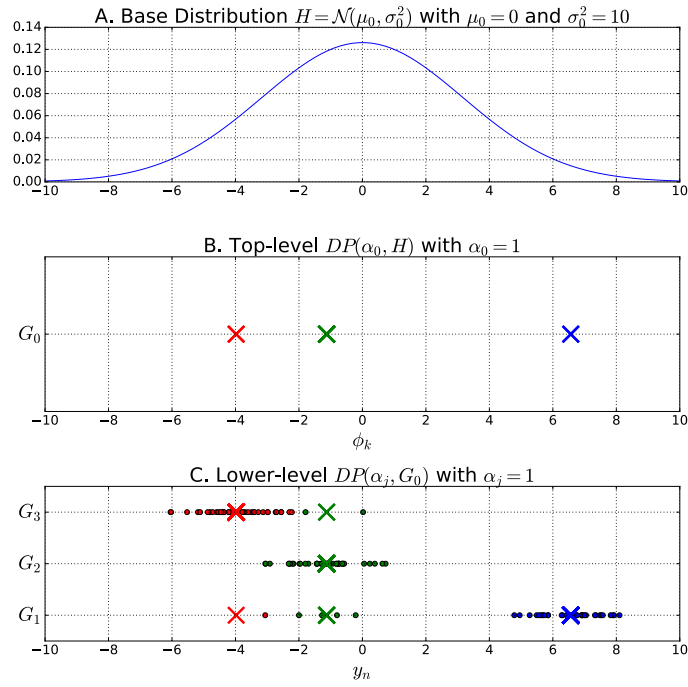 A. Base Distribution H = N(μ₀, σ₀²) with μ₀ = 0 and σ₀² = 10
0.14
0.12
0.10
0.08
0.06
0.04
0.02
0.00
−10 −8 −6 −4 −2 0 2 4 6 8 10
B. Top-level DP(α₀, H) with α₀ = 1
G₀
−10 −8 −6 −4 −2 0 2 4 6 8 10
ϕₖ
C. Lower-level DP(αⱼ, G₀) with αⱼ = 1
G₃
G₂
G₁
−10 −8 −6 −4 −2 0 2 4 6 8 10
yₙ